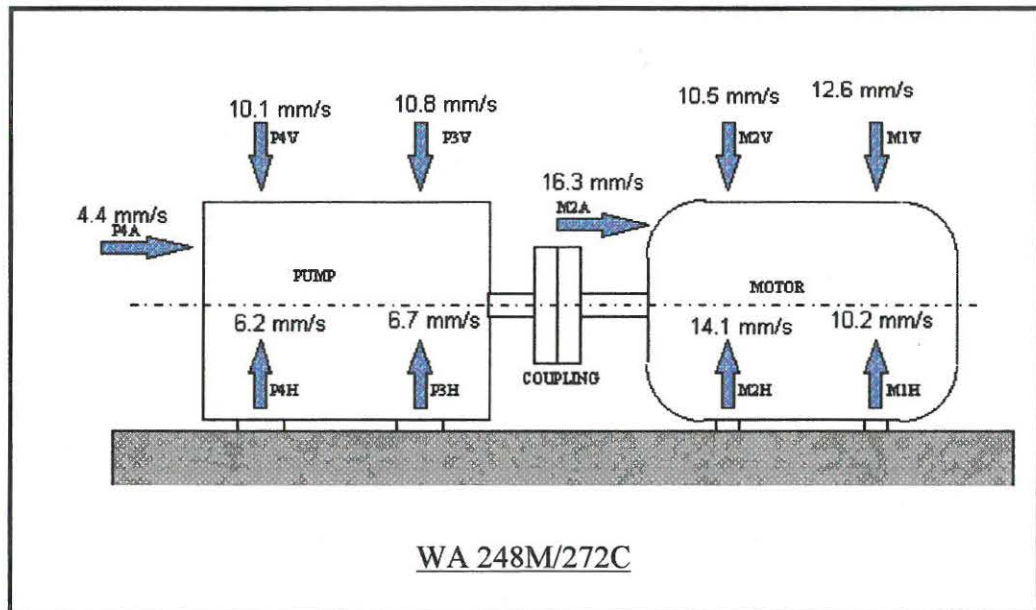 12.6 mm/s
10.1 mm/s
10.8 mm/s
10.5 mm/s
P4V
P3V
M2V
M1V
16.3 mm/s
M2A
4.4 mm/s
P4A
PUMP
MOTOR
6.2 mm/s
6.7 mm/s
14.1 mm/s
10.2 mm/s
COUPLING
P4H
P3H
M2H
M1H
WA 248M/272C